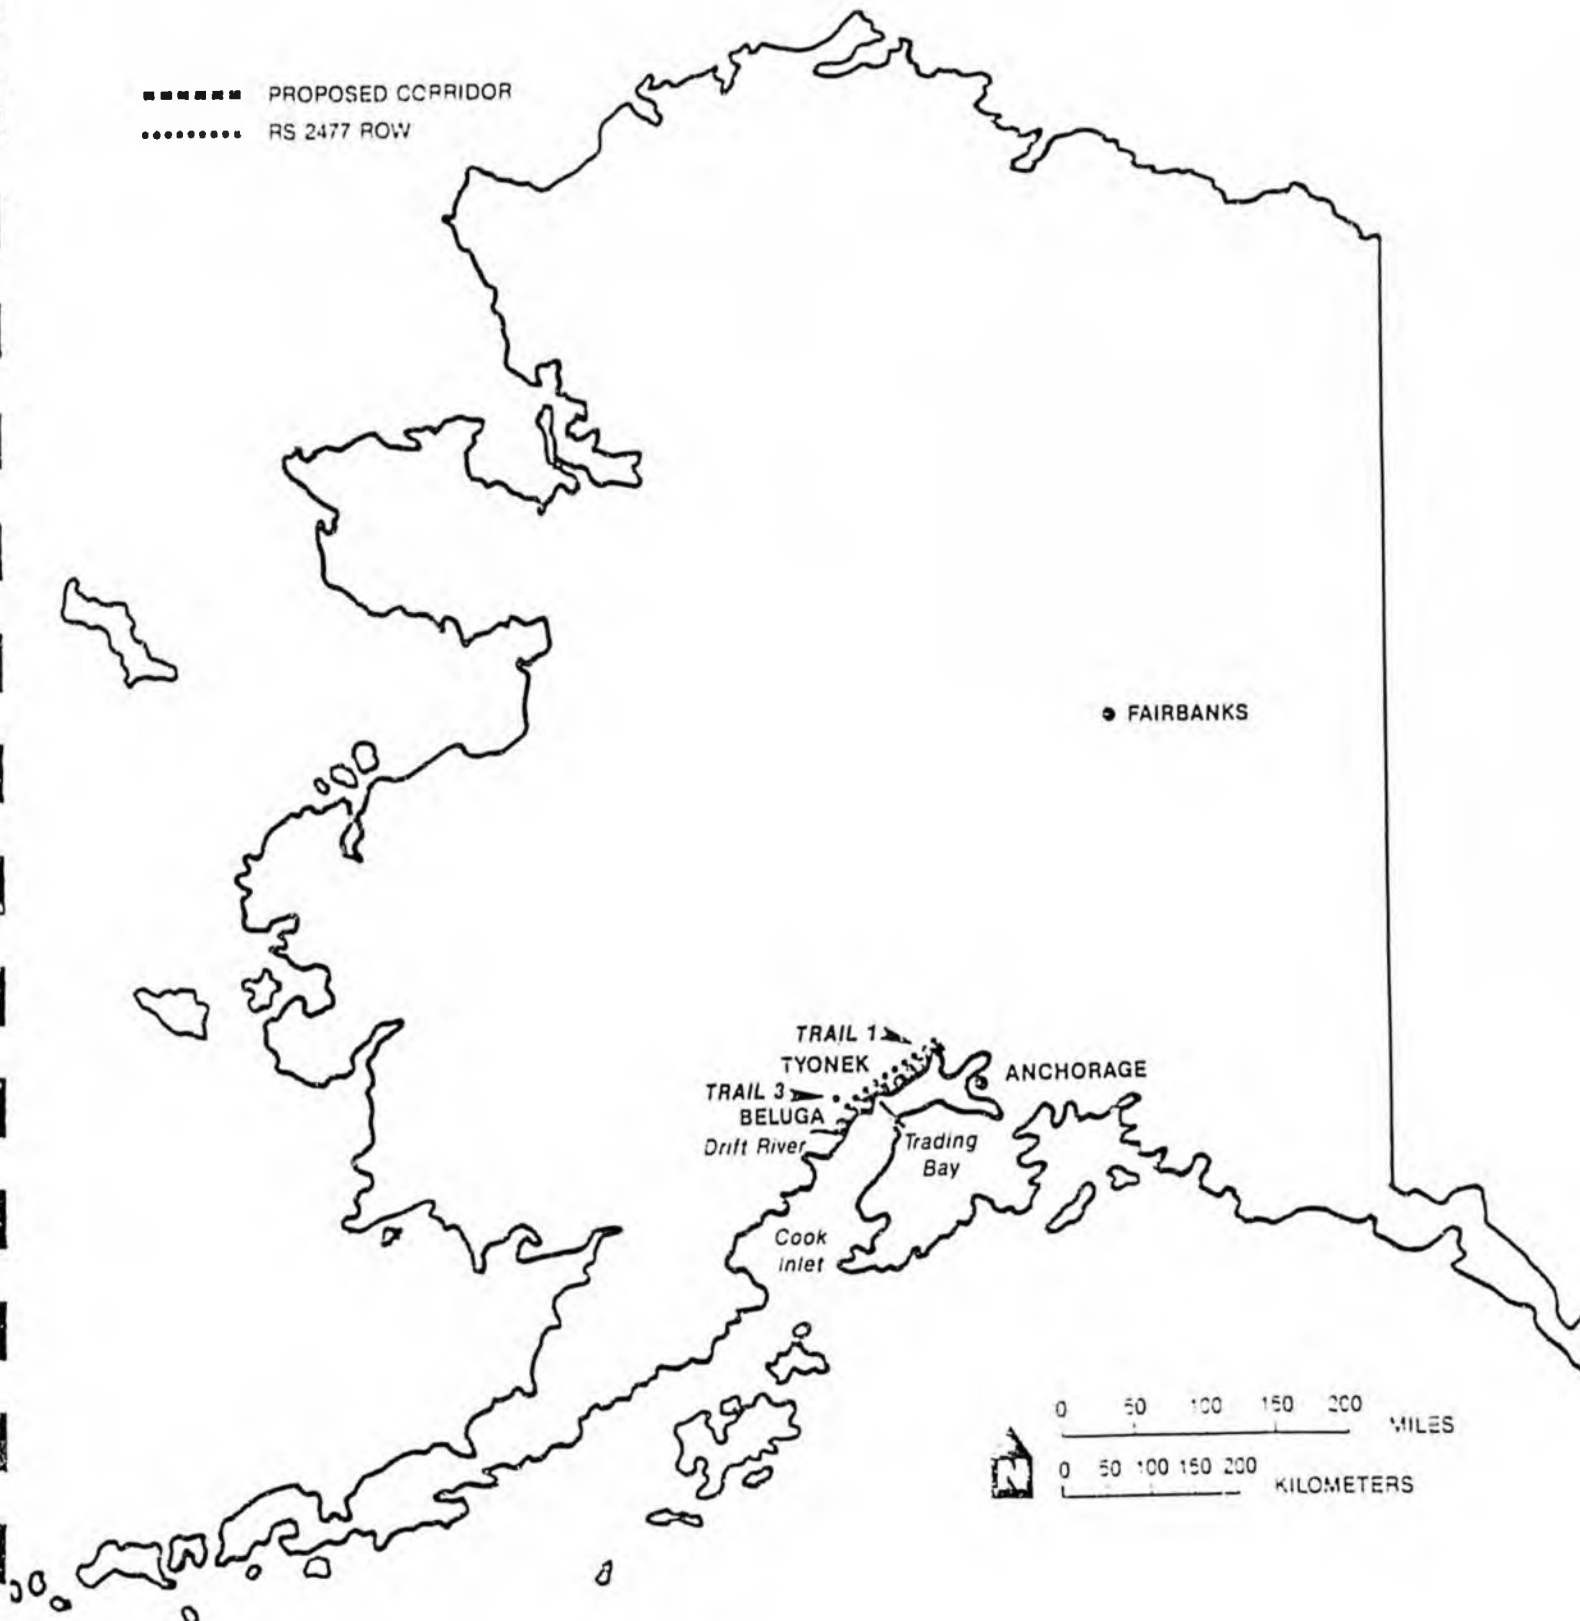 PROPOSED CORRIDOR
RS 2477 ROW
FAIRBANKS
TRAIL 1
TYONEK
ANCHORAGE
TRAIL 3
BELUGA
Drift River
Trading
Bay
Cook
Inlet
0 50 100 150 200
MILES
N
0 50 100 150 200
KILOMETERS